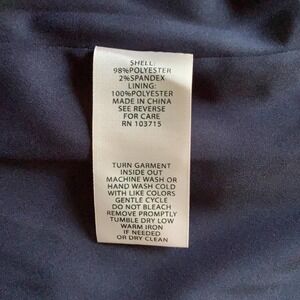 SHELL:
98%POLYESTER
2%SPANDEX
LINING:
100%POLYESTER
MADE IN CHINA
SEE REVERSE
FOR CARE
RN 103715
TURN GARMENT
INSIDE OUT
MACHINE WASH OR
HAND WASH COLD
WITH LIKE COLORS
GENTLE CYCLE
DO NOT BLEACH
REMOVE PROMPTLY
TUMBLE DRY LOW
WARM IRON
IF NEEDED
OR DRY CLEAN